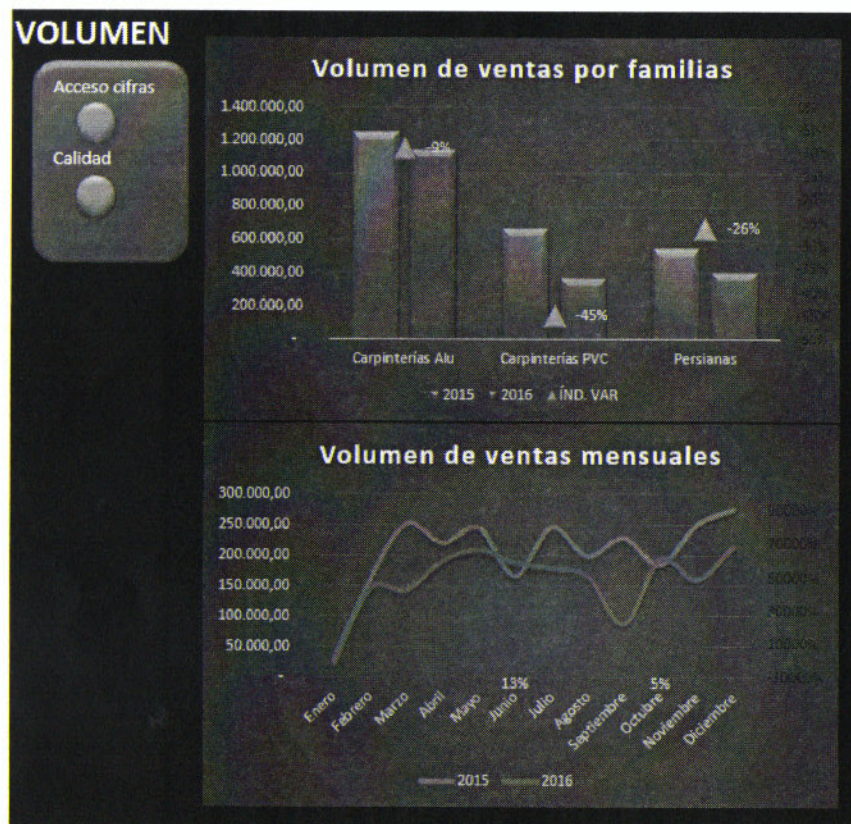 VOLUMEN
Acceso cifras
Calidad
Volumen de ventas por familias
1.400.000,00
1.200.000,00
1.000.000,00
800.000,00
600.000,00
400.000,00
200.000,00
-
-9%
-45%
-26%
Carpinterías Alu Carpinterías PVC Persianas
2015 2016 ÍND. VAR
Volumen de ventas mensuales
300.000,00
250.000,00
200.000,00
150.000,00
100.000,00
50.000,00
-
13% 5%
Enero Febrero Marzo Abril Mayo Junio Julio Agosto Septiembre Octubre Noviembre Diciembre
2015 2016